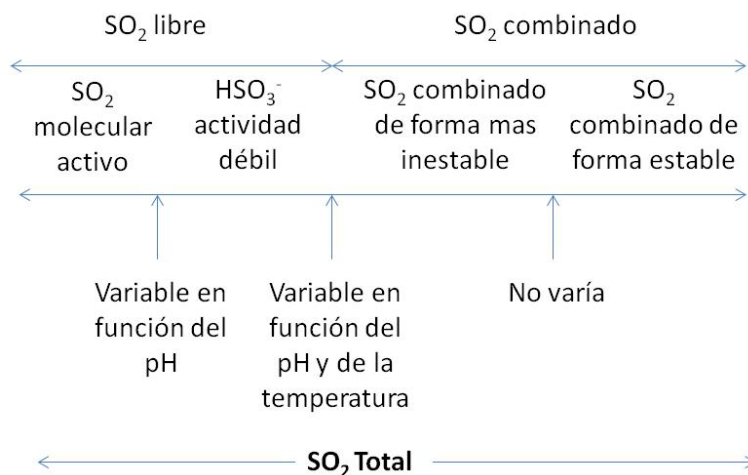 SO₂ libre
SO₂ combinado
SO₂
molecular
activo
HSO₃⁻
actividad
débil
SO₂ combinado
de forma mas
inestable
SO₂
combinado de
forma estable
Variable en
función del
pH
Variable en
función del
pH y de la
temperatura
No varía
SO₂ Total